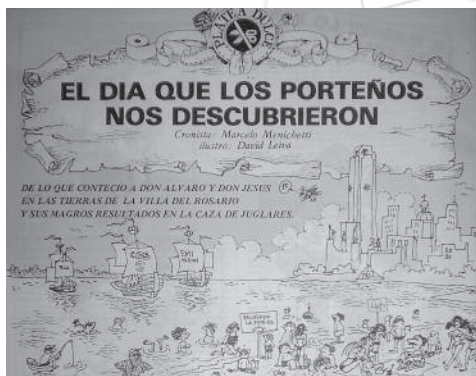 PLATEA DULCE
EL DIA QUE LOS PORTEÑOS
NOS DESCUBRIERON
Cronista: Marcelo Menichetti
ilustro: David Leiva
DE LO QUE CONTECIO A DON ALVARO Y DON JESUS
EN LAS TIERRAS DE LA VILLA DEL ROSARIO
Y SUS MAGROS RESULTADOS EN LA CAZA DE JUGLARES.